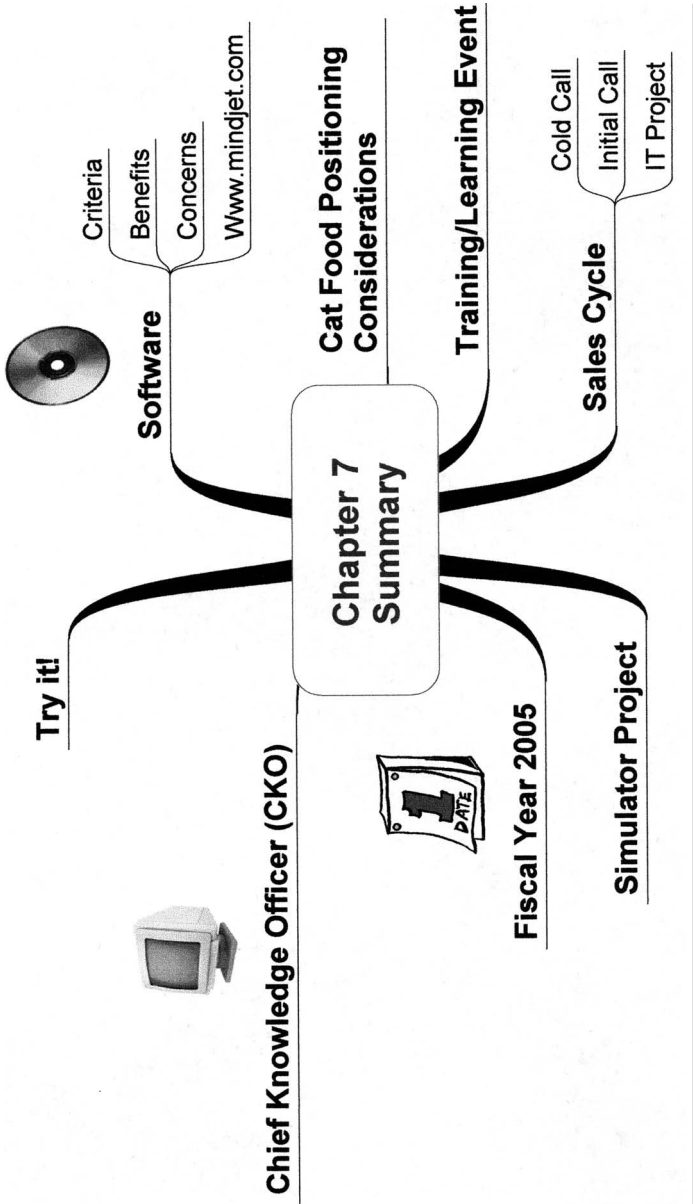 Chapter 7
Summary
Software
Criteria
Benefits
Concerns
Www.mindjet.com
Cat Food Positioning
Considerations
Training/Learning Event
Sales Cycle
Cold Call
Initial Call
IT Project
Simulator Project
Fiscal Year 2005
1
DATE
Chief Knowledge Officer (CKO)
Try it!